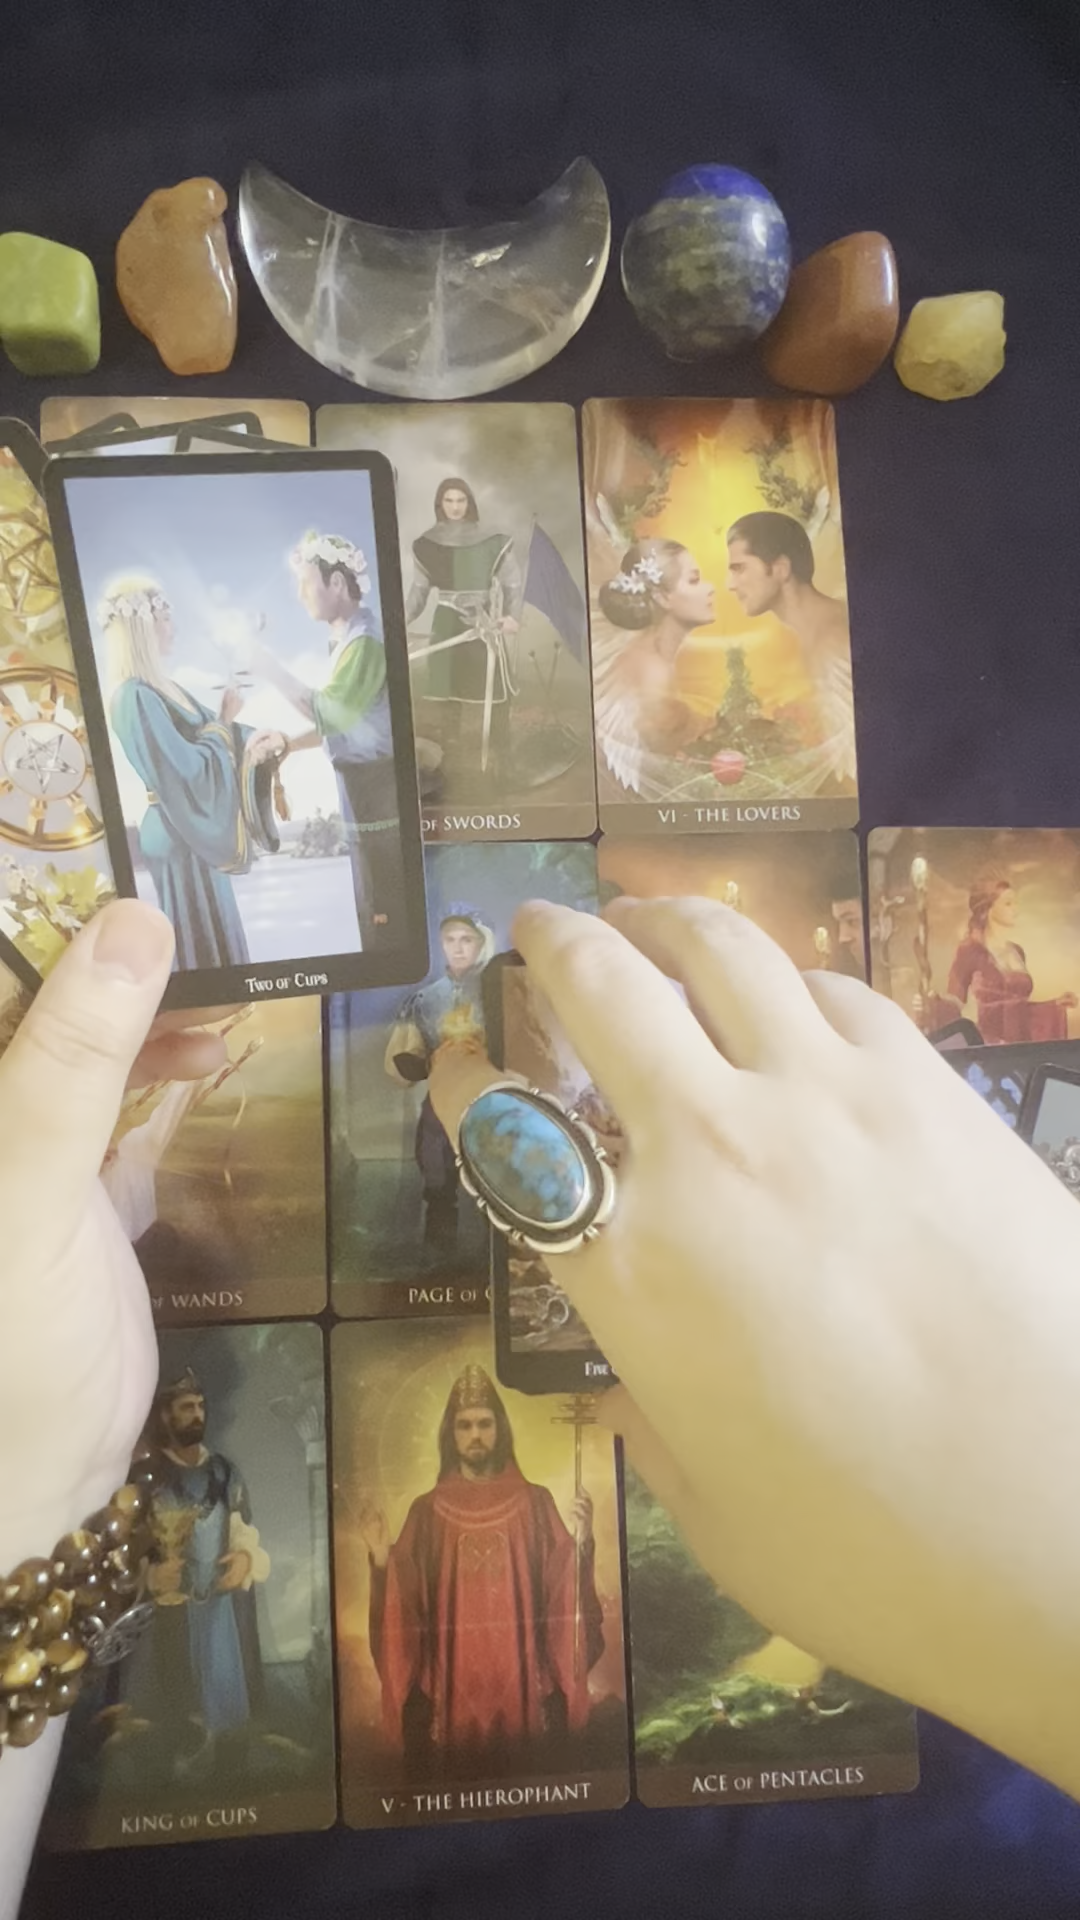 OF SWORDS
VI - THE LOVERS
TWO OF CUPS
OF WANDS
PAGE OF
FIVE
KING OF CUPS
V - THE HIEROPHANT
ACE OF PENTACLES